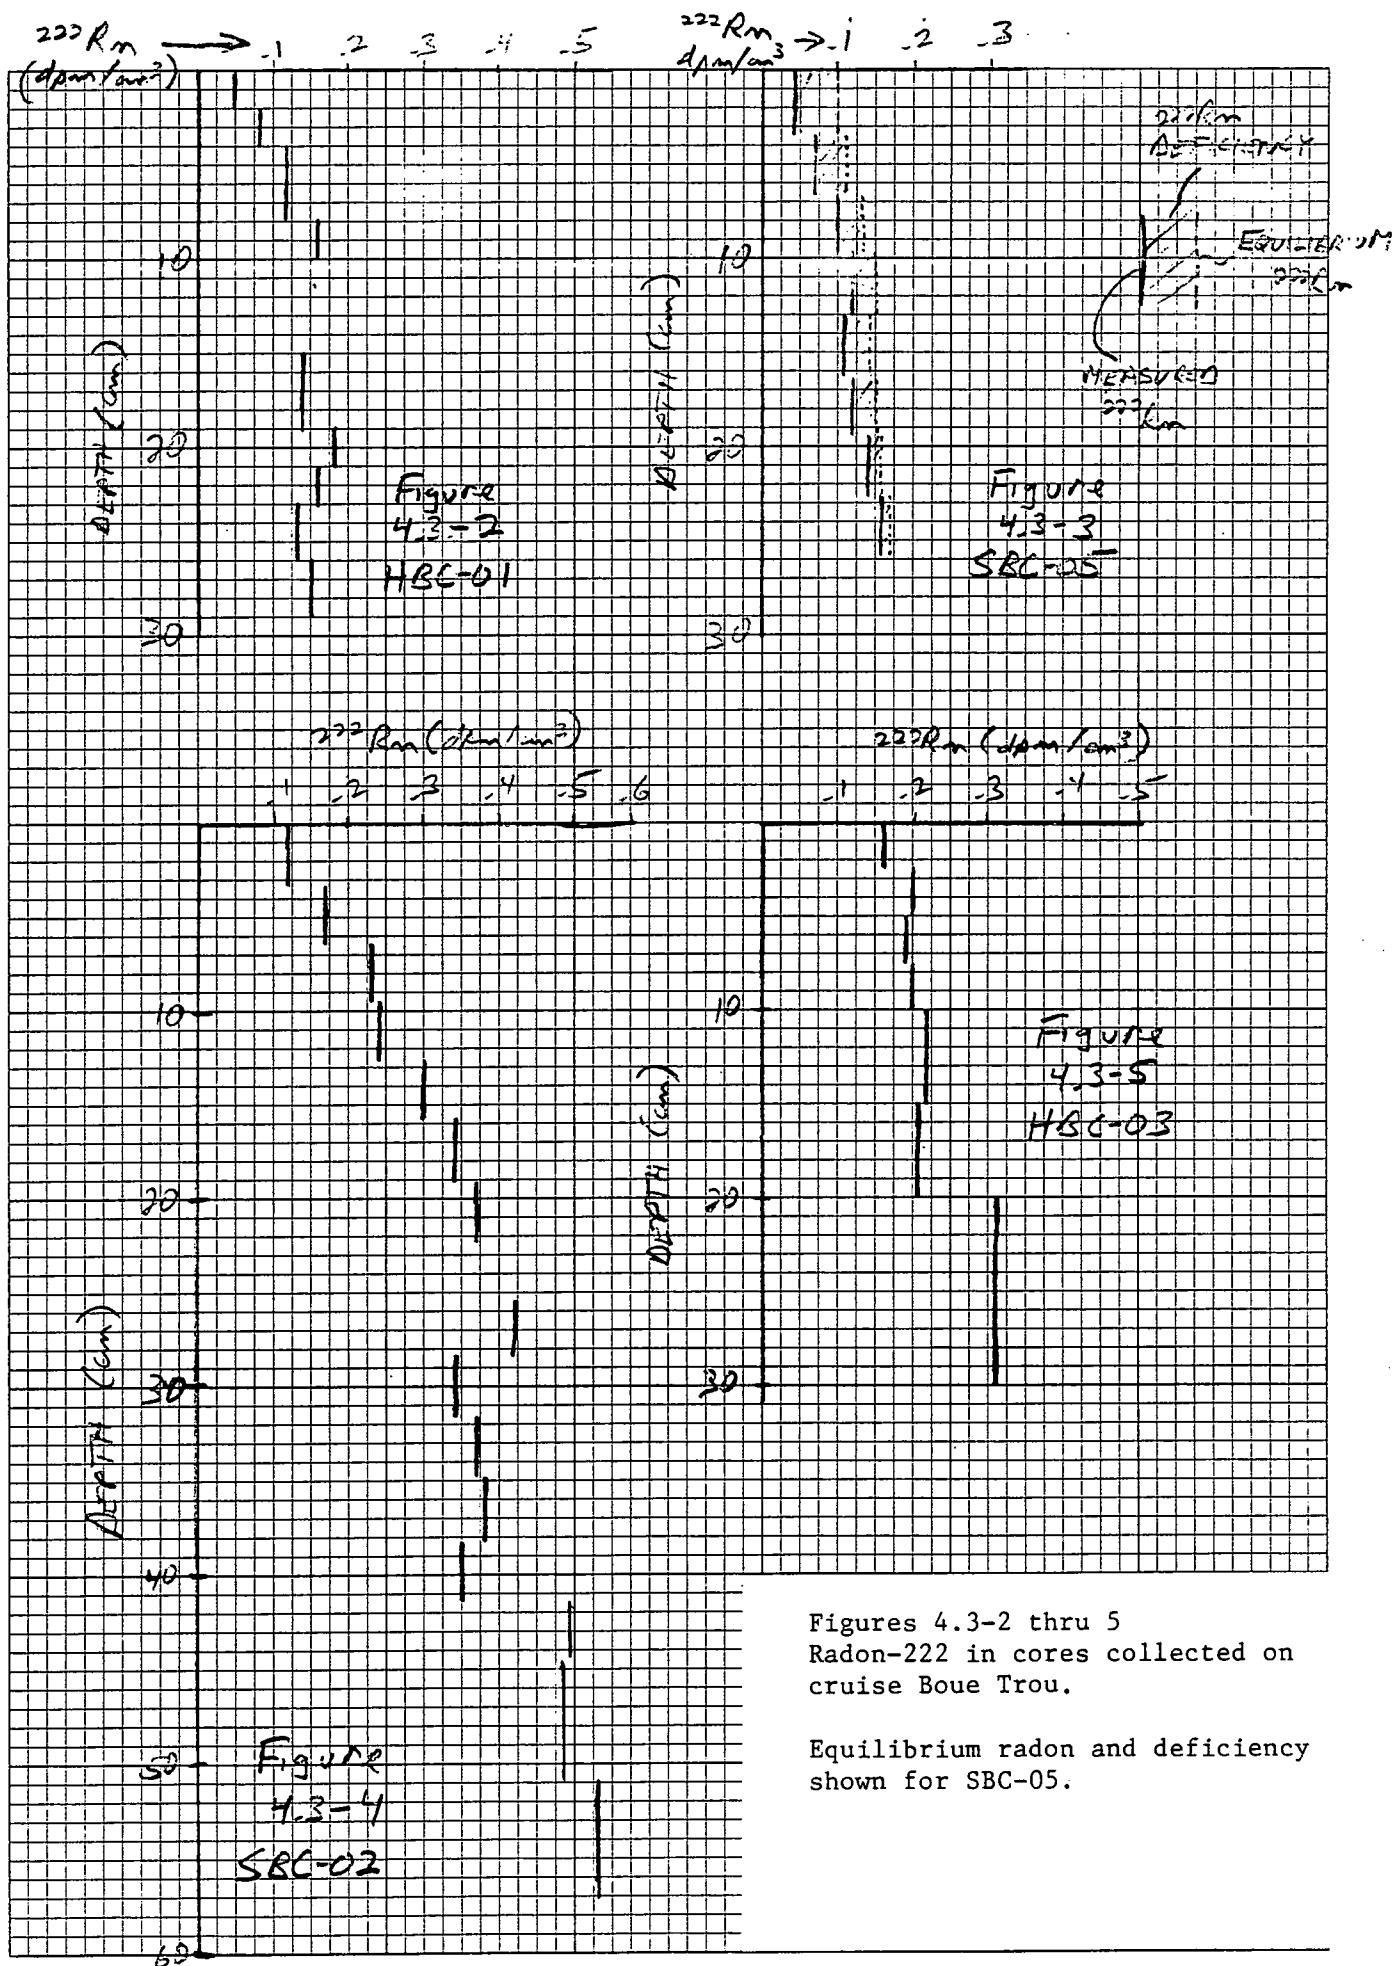 ²²²Rn → .1 .2 .3 .4 .5
(dpm/cm³)
10
20
30
DEPTH (cm)
Figure
4.3-2
HBC-01
²²²Rn → .1 .2 .3
dpm/cm³
10
20
30
DEPTH (cm)
²²²Rn
DEFICIENCY
EQUILIBRIUM
²²²Rn
MEASURED
²²²Rn
Figure
4.3-3
SBC-05
²²²Rn (dpm/cm³)
.1 .2 .3 .4 .5 .6
10
20
30
40
50
60
DEPTH (cm)
Figure
4.3-4
SBC-02
²²²Rn (dpm/cm³)
.1 .2 .3 .4 .5
10
20
30
DEPTH (cm)
Figure
4.3-5
HBC-03
Figures 4.3-2 thru 5
Radon-222 in cores collected on
cruise Boue Trou.
Equilibrium radon and deficiency
shown for SBC-05.